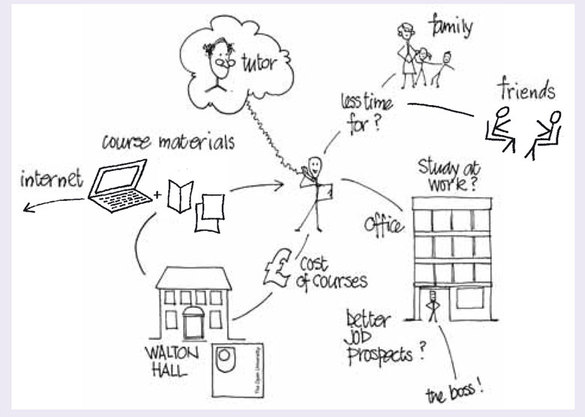 family
tutor
less time
for?
friends
course materials
internet
+
Study at
work?
office
£ cost
of courses
better
JOB
prospects?
WALTON
HALL
The Open University
the boss!